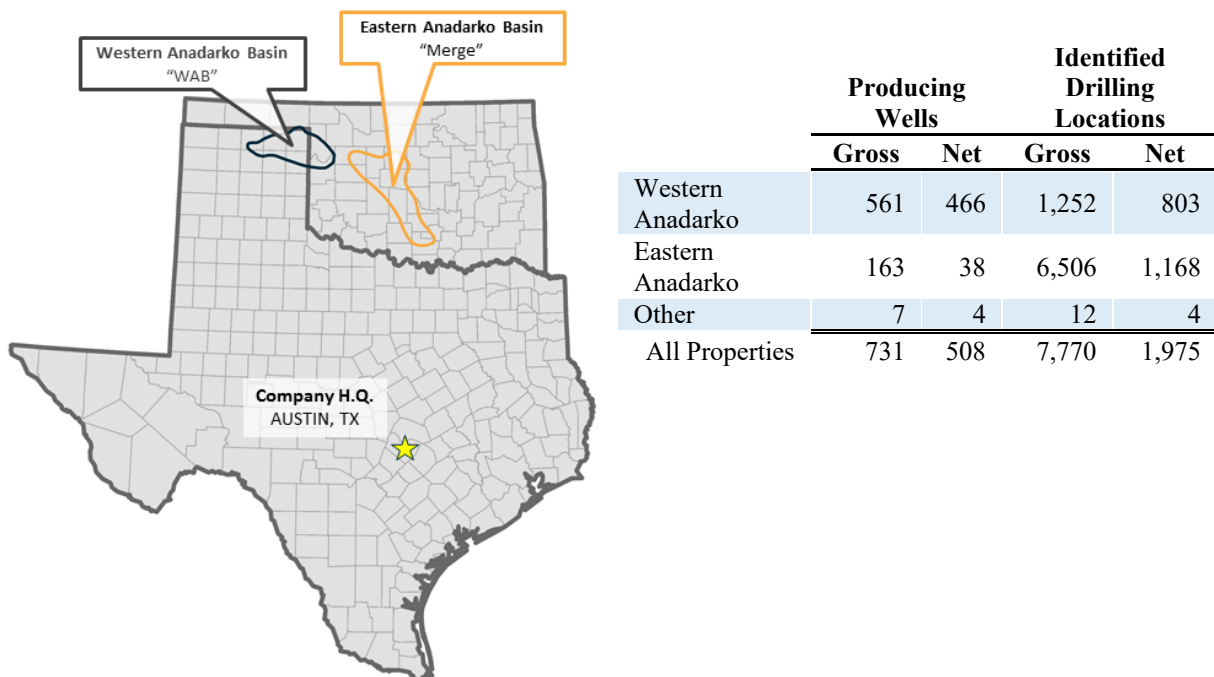 Western Anadarko Basin
“WAB”
Eastern Anadarko Basin
“Merge”
Company H.Q.
AUSTIN, TX
Producing Wells Identified Drilling Locations
Gross Net Gross Net
Western Anadarko 561 466 1,252 803
Eastern Anadarko 163 38 6,506 1,168
Other 7 4 12 4
All Properties 731 508 7,770 1,975